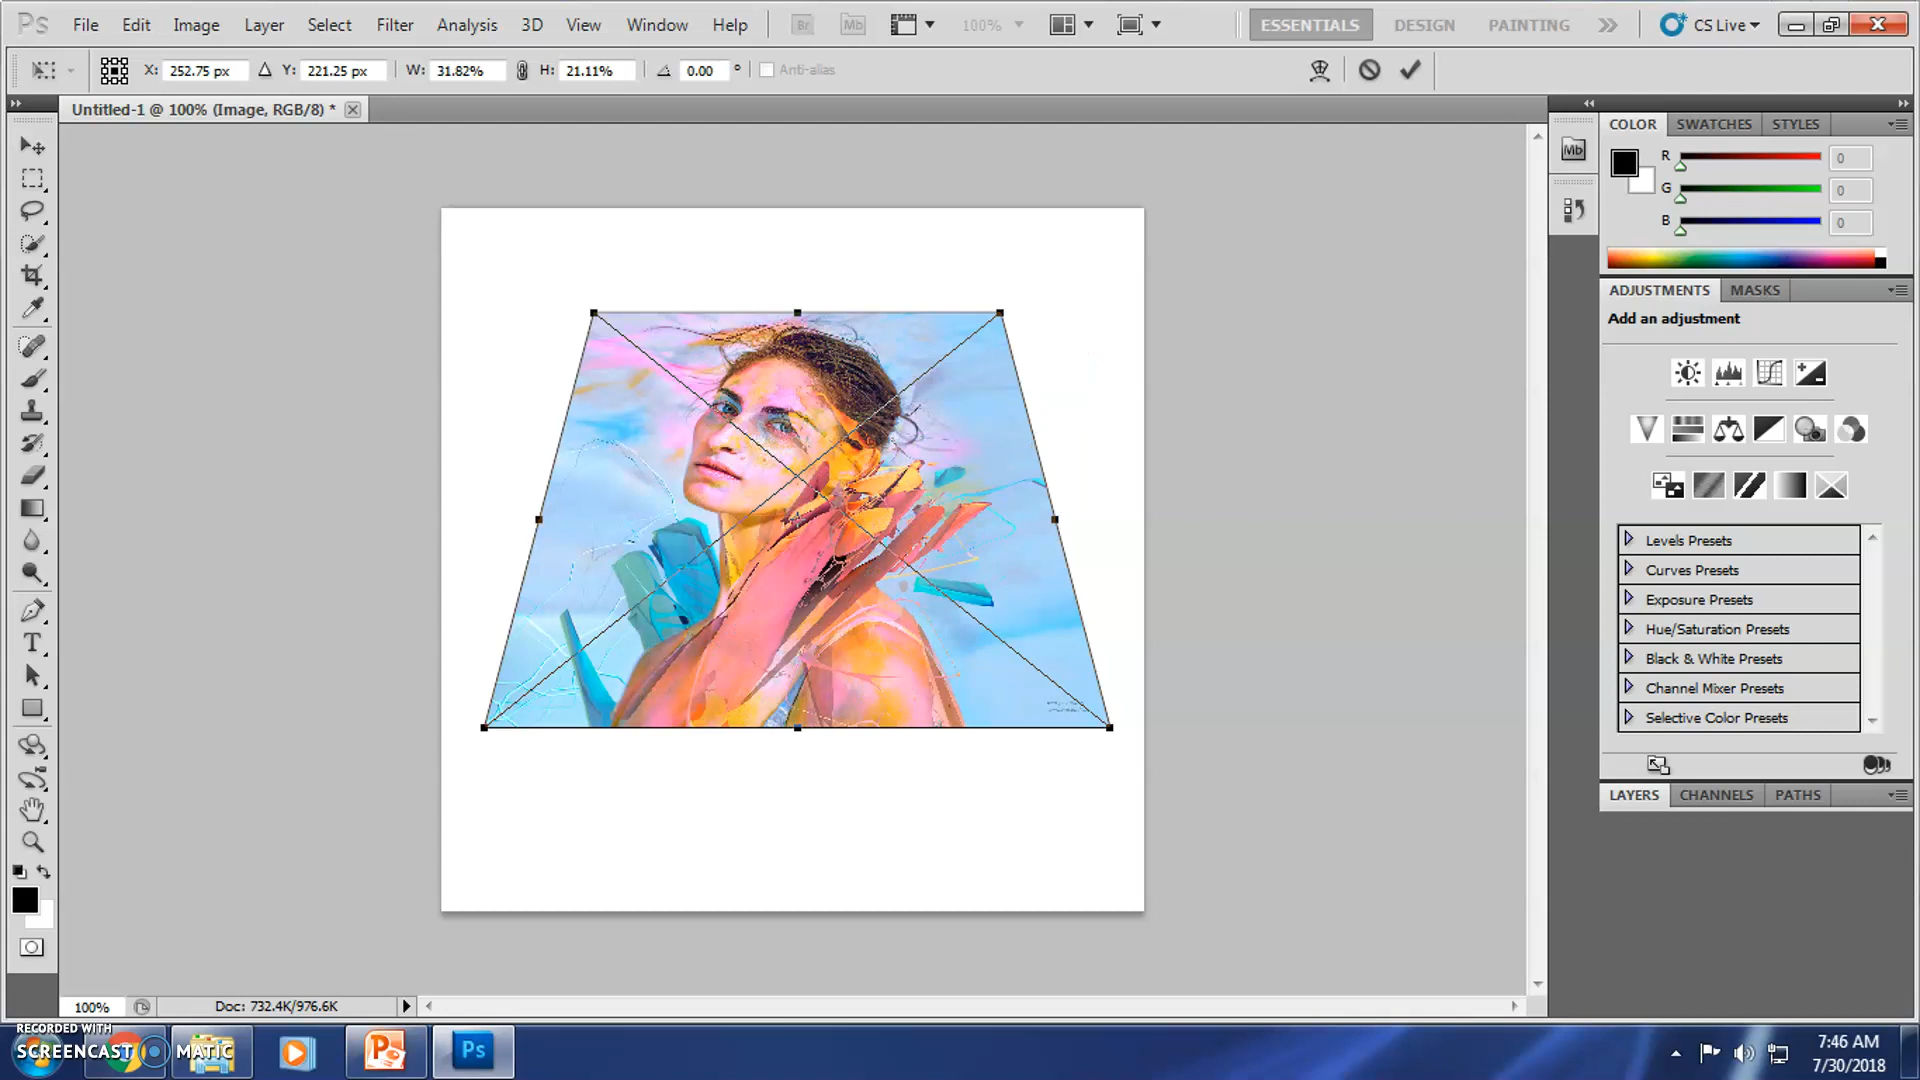 Ps File Edit Image Layer Select Filter Analysis 3D View Window Help Br Mb 100% ESSENTIALS DESIGN PAINTING CS Live
X: 252.75 px Y: 221.25 px W: 31.82% H: 21.11% 0.00 ° Anti-alias
Untitled-1 @ 100% (Image, RGB/8) *
COLOR SWATCHES STYLES
Mb
R 0
G 0
B 0
ADJUSTMENTS MASKS
Add an adjustment
Levels Presets
Curves Presets
Exposure Presets
Hue/Saturation Presets
Black & White Presets
Channel Mixer Presets
Selective Color Presets
LAYERS CHANNELS PATHS
T
100% Doc: 732.4K/976.6K
RECORDED WITH
SCREENCAST MATIC
P
Ps
7:46 AM
7/30/2018